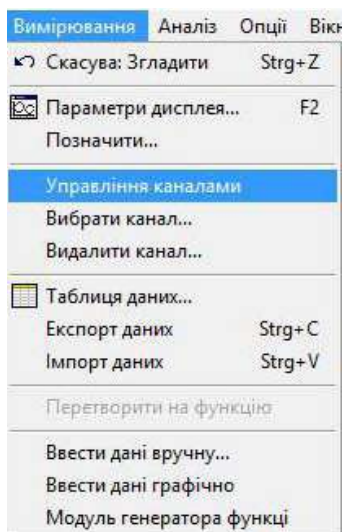 Вимірювання Аналіз Опції Вікн
Скасува: Згладити Strg+Z
Параметри дисплея... F2
Позначити...
Управління каналами
Вибрати канал...
Видалити канал...
Таблиця даних...
Експорт даних Strg+C
Імпорт даних Strg+V
Перетворити на функцію
Ввести дані вручну...
Ввести дані графічно
Модуль генератора функці